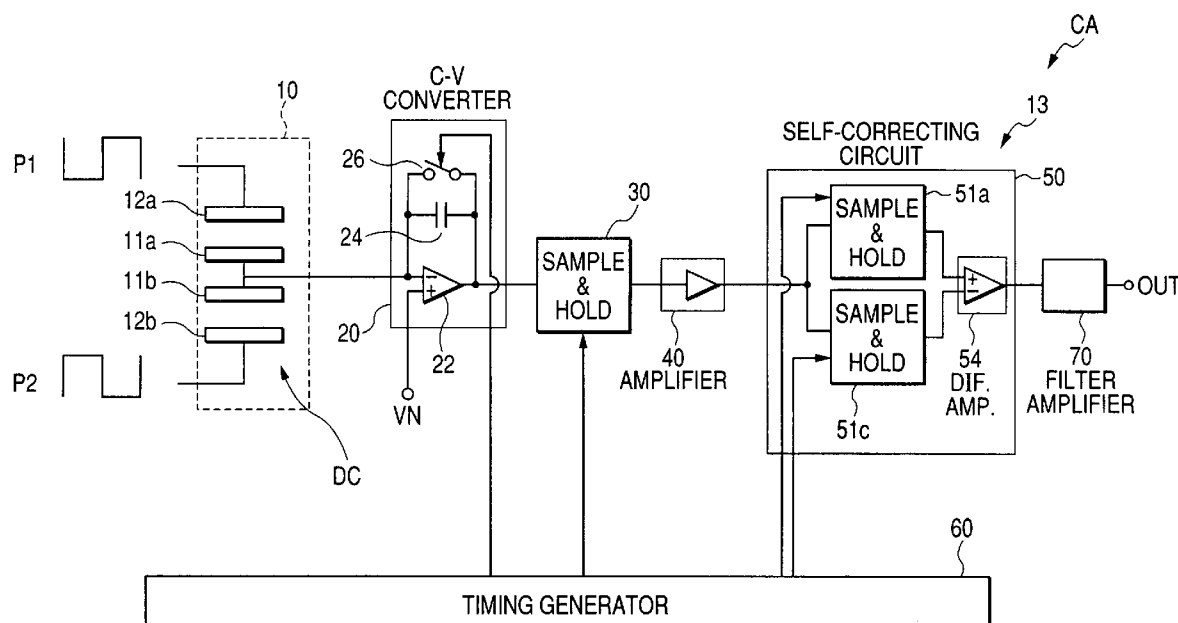 CA
C-V
CONVERTER
10
13
SELF-CORRECTING
CIRCUIT
P1
26
50
12a
30
51a
SAMPLE
& HOLD
24
11a
SAMPLE
& HOLD
11b
OUT
12b
SAMPLE
& HOLD
20
22
40
AMPLIFIER
54
DIF.
AMP.
70
FILTER
AMPLIFIER
P2
VN
51c
DC
60
TIMING GENERATOR